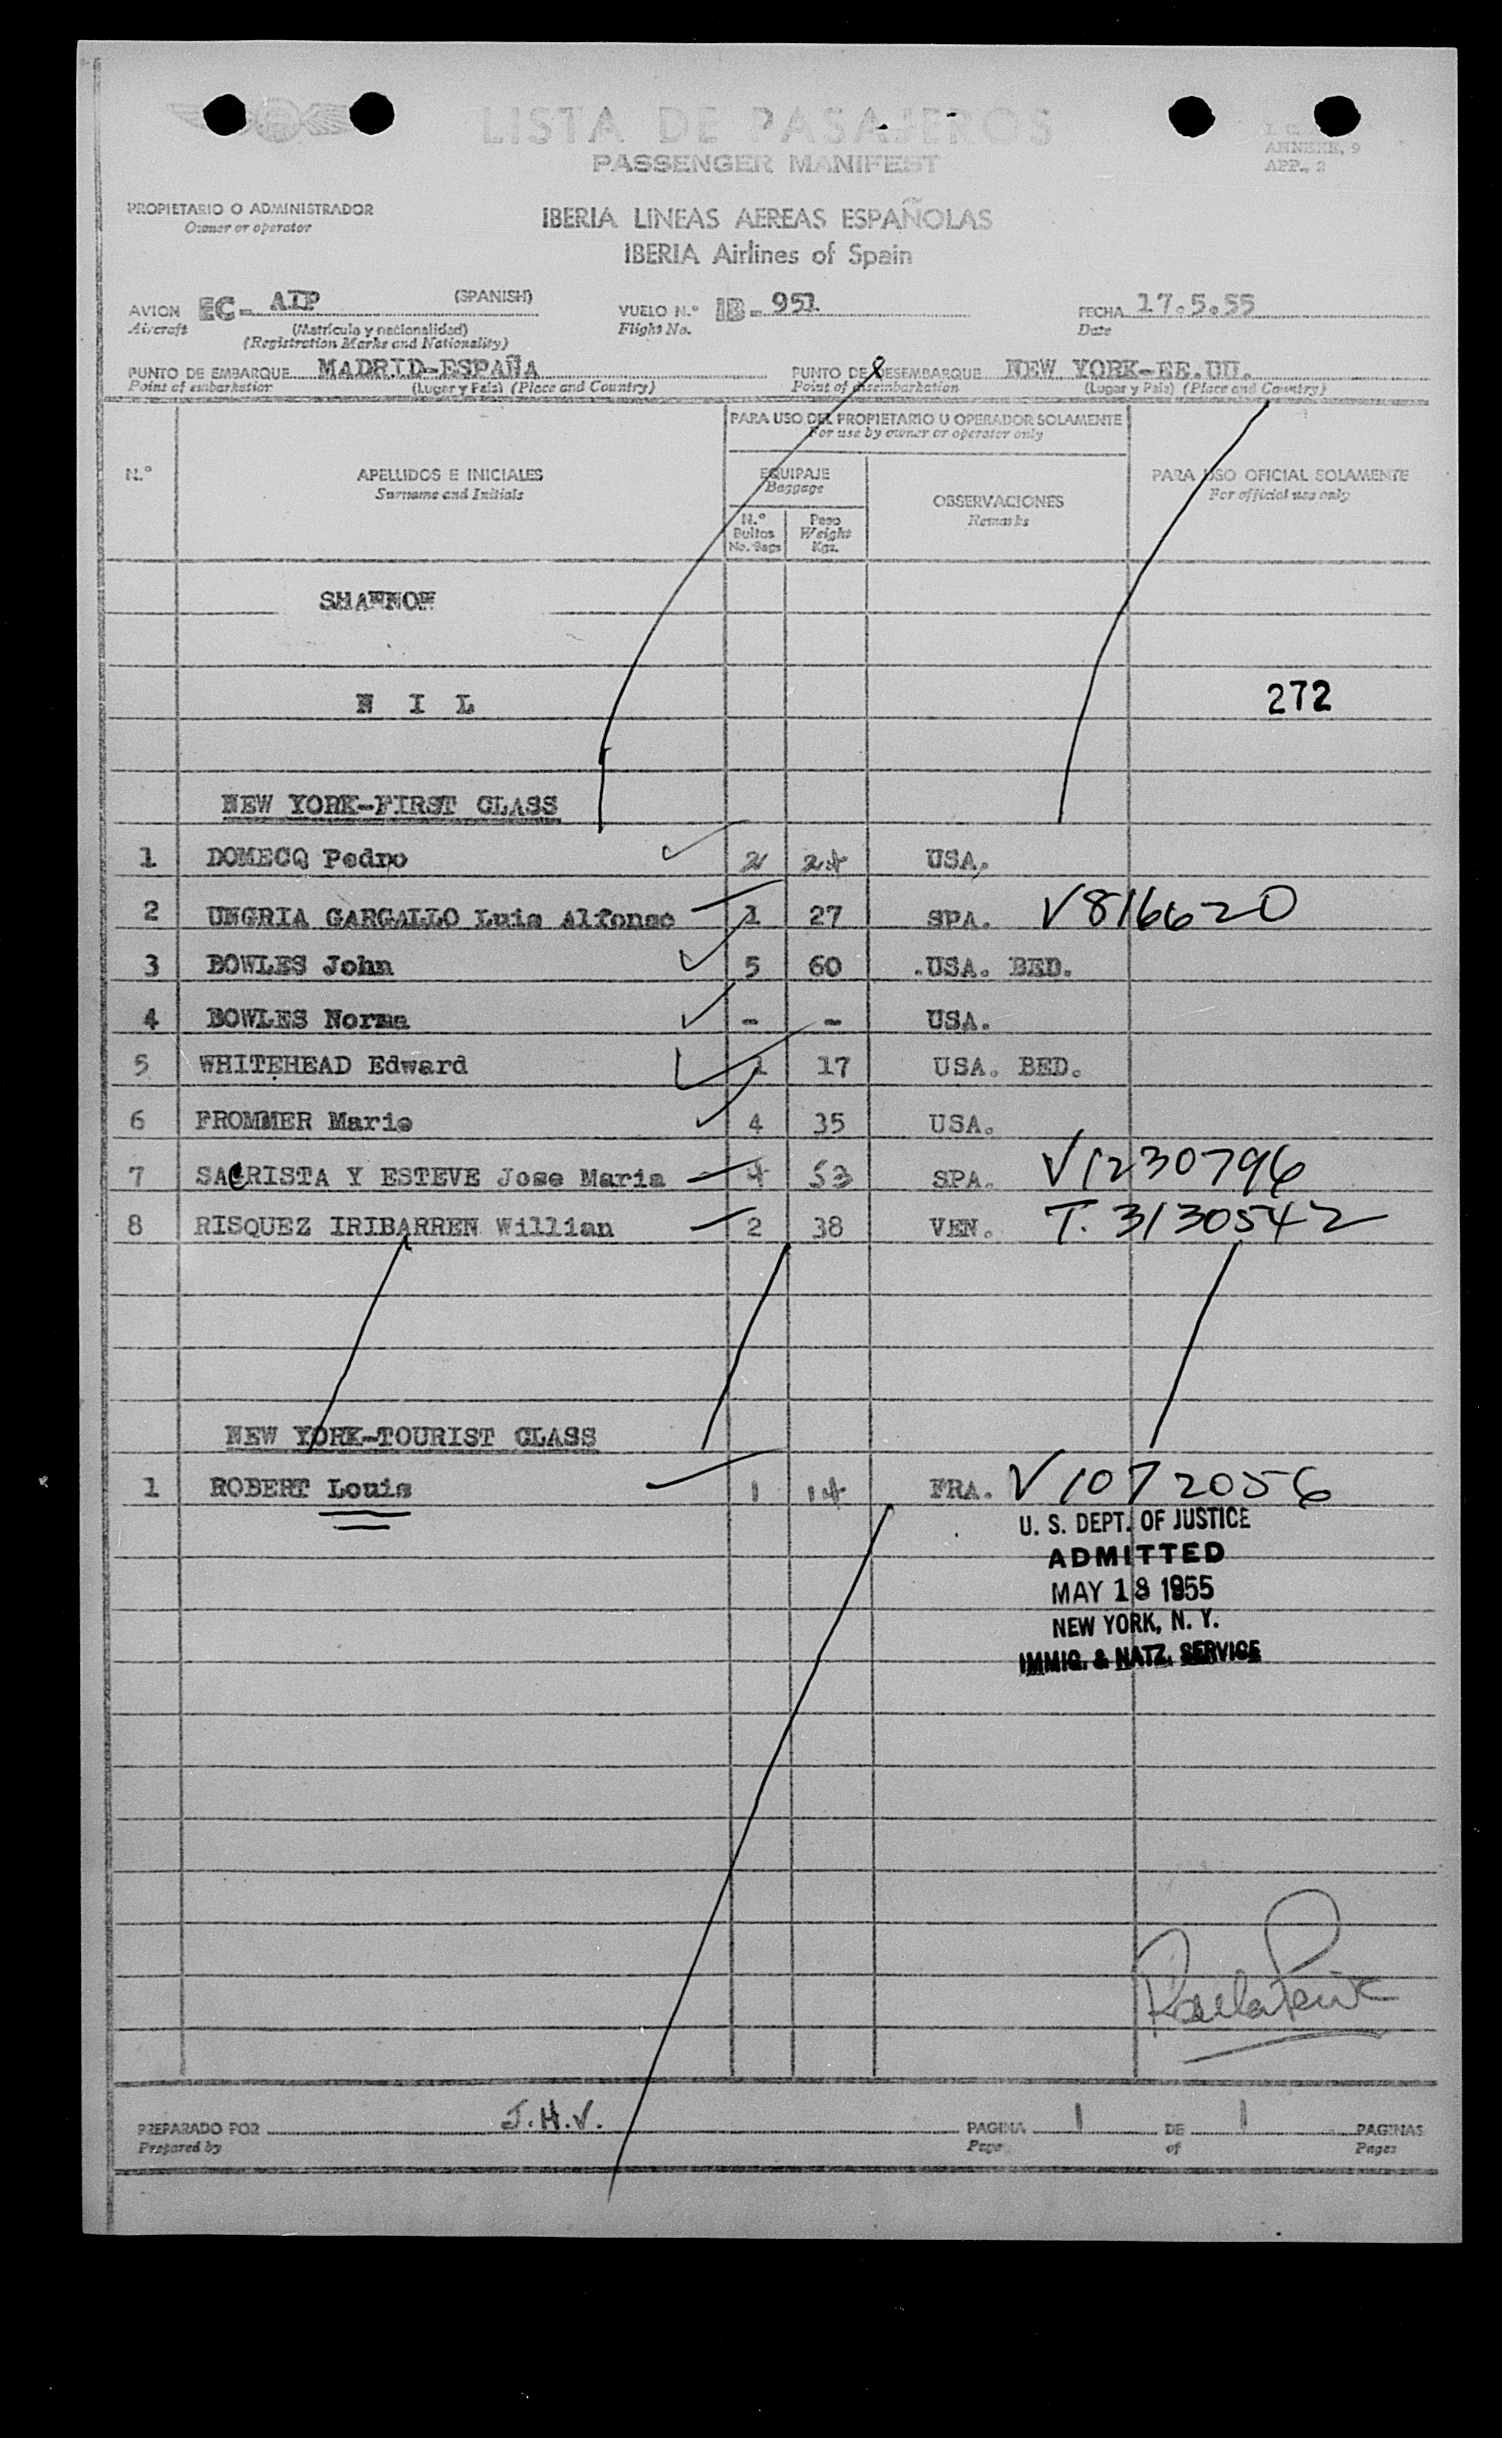 LISTA DE PASAJEROS
PASSENGER MANIFEST
ANNEXE, 9
APP., 2
PROPIETARIO O ADMINISTRADOR
Owner or operator
IBERIA LINEAS AEREAS ESPAÑOLAS
IBERIA Airlines of Spain
AVION EC- AIP (SPANISH) VUELO N.º IB- 951 FECHA 17.5.55
Aircraft (Matrícula y nacionalidad) Flight No. Date
(Registration Marks and Nationality)
PUNTO DE EMBARQUE MADRID-ESPAÑA PUNTO DE DESEMBARQUE NEW YORK-EE.UU.
Point of embarkation (Lugar y País) (Place and Country) Point of disembarkation (Lugar y País) (Place and Country)
PARA USO DEL PROPIETARIO U OPERADOR SOLAMENTE
For use by owner or operator only
N.º APELLIDOS E INICIALES EQUIPAJE PARA USO OFICIAL SOLAMENTE
Surname and Initials Baggage For official use only
OBSERVACIONES
Remarks
N.º Bultos No. Bags Peso Weight Kgs.
SHANNON
N I L 272
NEW YORK-FIRST CLASS
1 DOMECQ Pedro 2 24 USA.
2 UNGRIA GARGALLO Luis Alfonso 1 27 SPA. V816620
3 BOWLES John 5 60 .USA. BED.
4 BOWLES Norma - - USA.
5 WHITEHEAD Edward 1 17 USA. BED.
6 FROMMER Marie 4 35 USA.
7 SACRISTA Y ESTEVE Jose Maria 4 53 SPA. V1230796
8 RISQUEZ IRIBARREN Willian 2 38 VEN. T. 3130542
NEW YORK-TOURIST CLASS
1 ROBERT Louis 1 14 FRA. V1072056
U. S. DEPT. OF JUSTICE
ADMITTED
MAY 18 1955
NEW YORK, N. Y.
IMMIG. & NATZ. SERVICE
PREPARADO POR J.H.V. PAGINA 1 DE 1 PAGINAS
Prepared by Page of Pages